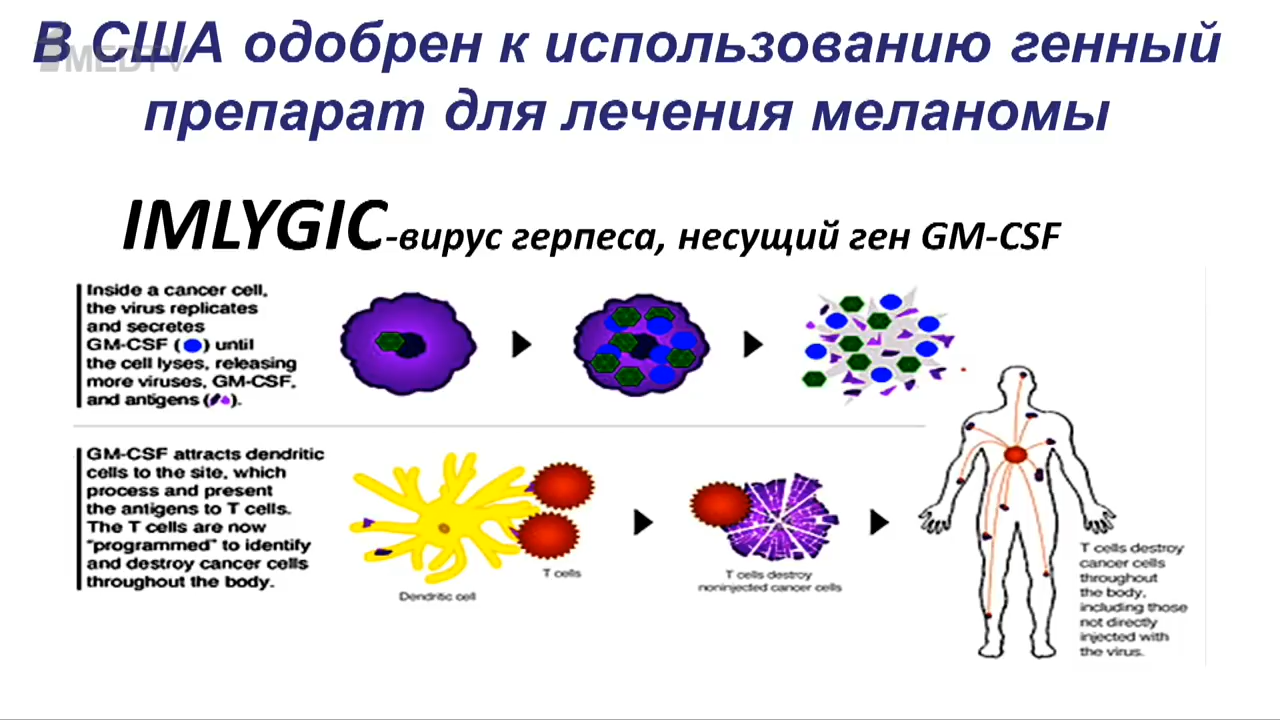 В США одобрен к использованию генный
1MEDTV
препарат для лечения меланомы
IMLYGIC-вирус герпеса, несущий ген GM-CSF
Inside a cancer cell,
the virus replicates
and secretes
GM-CSF ( ) until
the cell lyses, releasing
more viruses, GM-CSF,
and antigens ( ).
GM-CSF attracts dendritic
cells to the site, which
process and present
the antigens to T cells.
The T cells are now
"programmed" to identify
and destroy cancer cells
throughout the body.
Dendritic cell
T cells
T cells destroy
noninjected cancer cells
T cells destroy
cancer cells
throughout
the body,
including those
not directly
injected with
the virus.